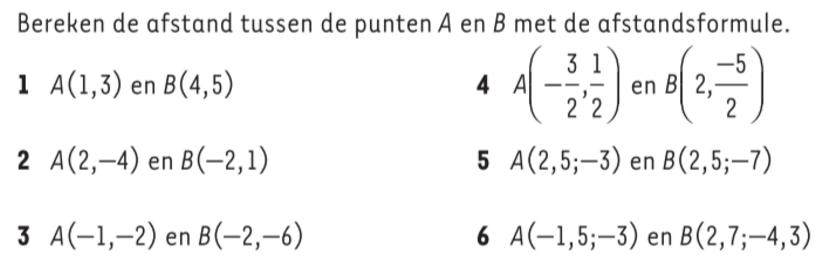 Bereken de afstand tussen de punten A en B met de afstandsformule.
1 A(1,3) en B(4,5)
2 A(2,–4) en B(–2,1)
3 A(–1,–2) en B(–2,–6)
4 A(–3/2,1/2) en B(2,–5/2)
5 A(2,5;–3) en B(2,5;–7)
6 A(–1,5;–3) en B(2,7;–4,3)